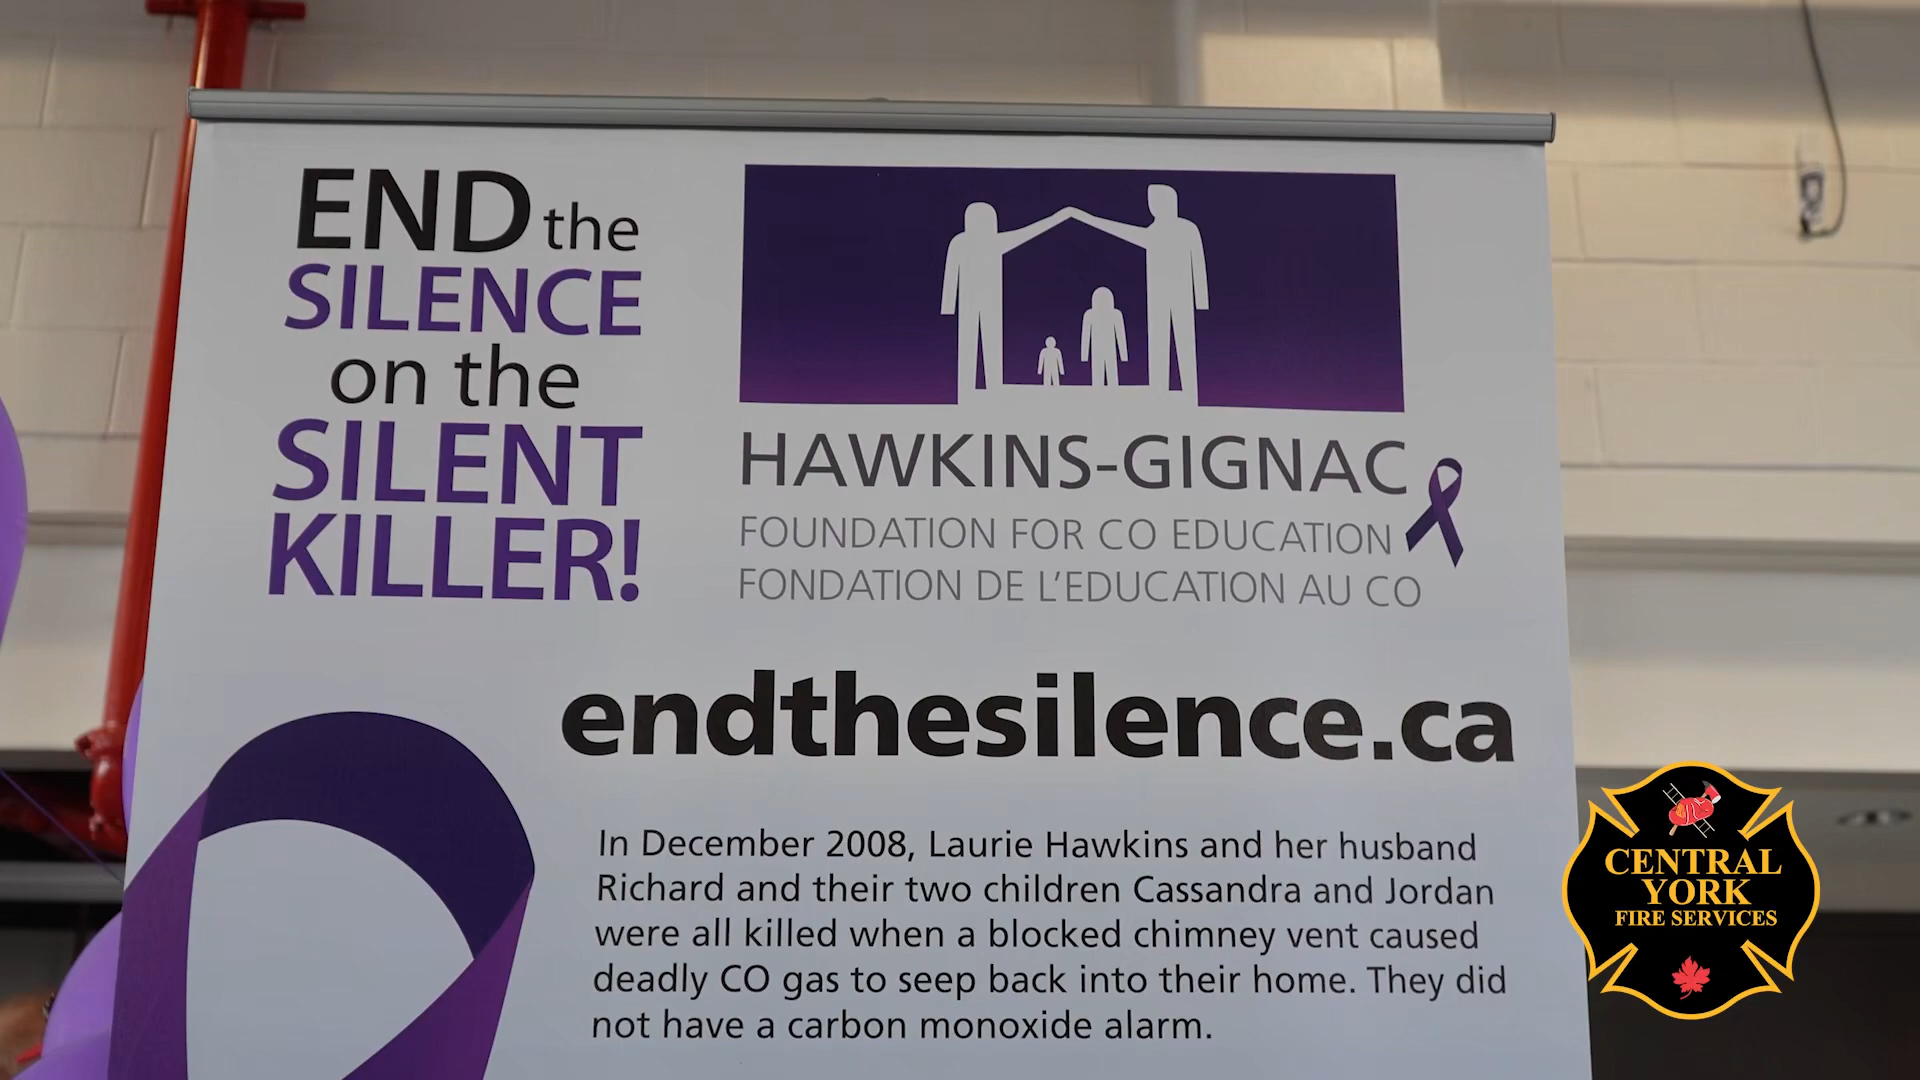 END the
SILENCE
on the
SILENT
KILLER!
HAWKINS-GIGNAC
FOUNDATION FOR CO EDUCATION
FONDATION DE L'EDUCATION AU CO
endthesilence.ca
In December 2008, Laurie Hawkins and her husband
Richard and their two children Cassandra and Jordan
were all killed when a blocked chimney vent caused
deadly CO gas to seep back into their home. They did
not have a carbon monoxide alarm.
CENTRAL
YORK
FIRE SERVICES